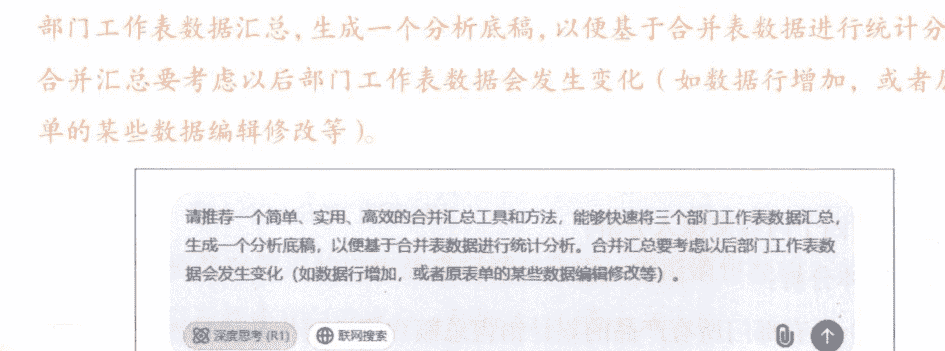 部门工作表数据汇总，生成一个分析底稿，以便基于合并表数据进行统计分
合并汇总要考虑以后部门工作表数据会发生变化（如数据行增加，或者原
单的某些数据编辑修改等）。
请推荐一个简单、实用、高效的合并汇总工具和方法，能够快速将三个部门工作表数据汇总，
生成一个分析底稿，以便基于合并表数据进行统计分析。合并汇总要考虑以后部门工作表数
据会发生变化（如数据行增加，或者原表单的某些数据编辑修改等）。
深度思考 (R1) 联网搜索